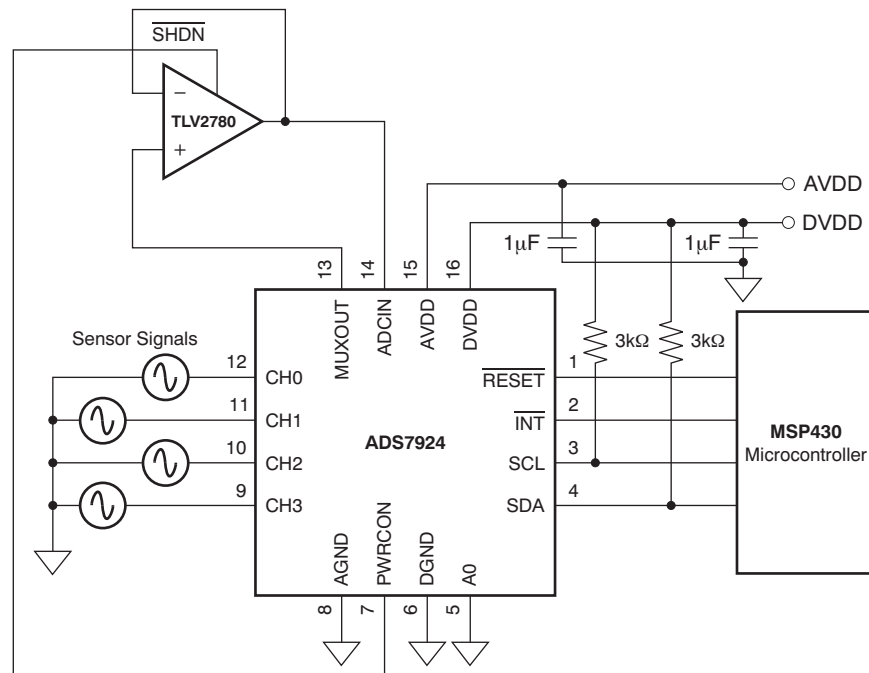 SHDN
−
TLV2780
+
AVDD
DVDD
1μF
1μF
13
14
15
16
MUXOUT
ADCIN
AVDD
DVDD
3kΩ
3kΩ
Sensor Signals
12
CH0
11
CH1
10
CH2
9
CH3
ADS7924
RESET
1
INT
2
SCL
3
SDA
4
MSP430
Microcontroller
AGND
PWRCON
DGND
A0
8
7
6
5